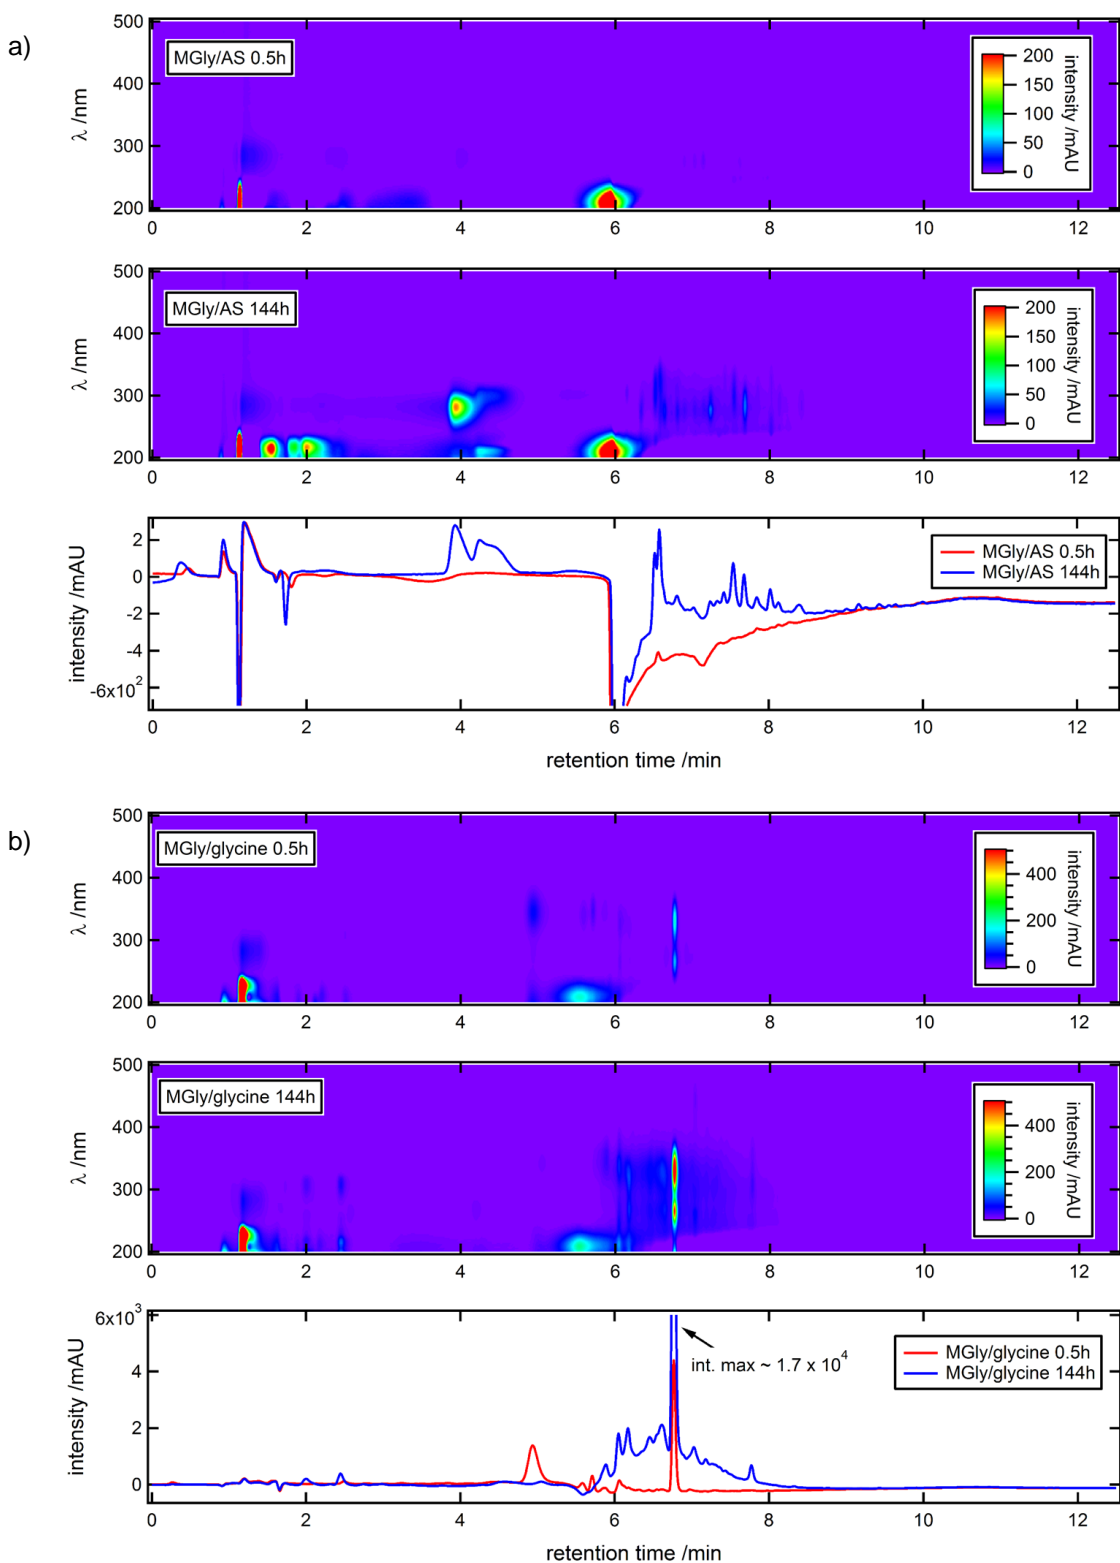 a)
500
400
300
200
λ /nm
MGly/AS 0.5h
200
150
100
50
0
intensity /mAU
0 2 4 6 8 10 12
500
400
300
200
λ /nm
MGly/AS 144h
200
150
100
50
0
intensity /mAU
0 2 4 6 8 10 12
2
0
-2
-4
-6x10²
intensity /mAU
MGly/AS 0.5h
MGly/AS 144h
0 2 4 6 8 10 12
retention time /min
b)
500
400
300
200
λ /nm
MGly/glycine 0.5h
400
200
0
intensity /mAU
0 2 4 6 8 10 12
500
400
300
200
λ /nm
MGly/glycine 144h
400
200
0
intensity /mAU
0 2 4 6 8 10 12
6x10³
4
2
0
intensity /mAU
int. max ~ 1.7 x 10⁴
MGly/glycine 0.5h
MGly/glycine 144h
0 2 4 6 8 10 12
retention time /min